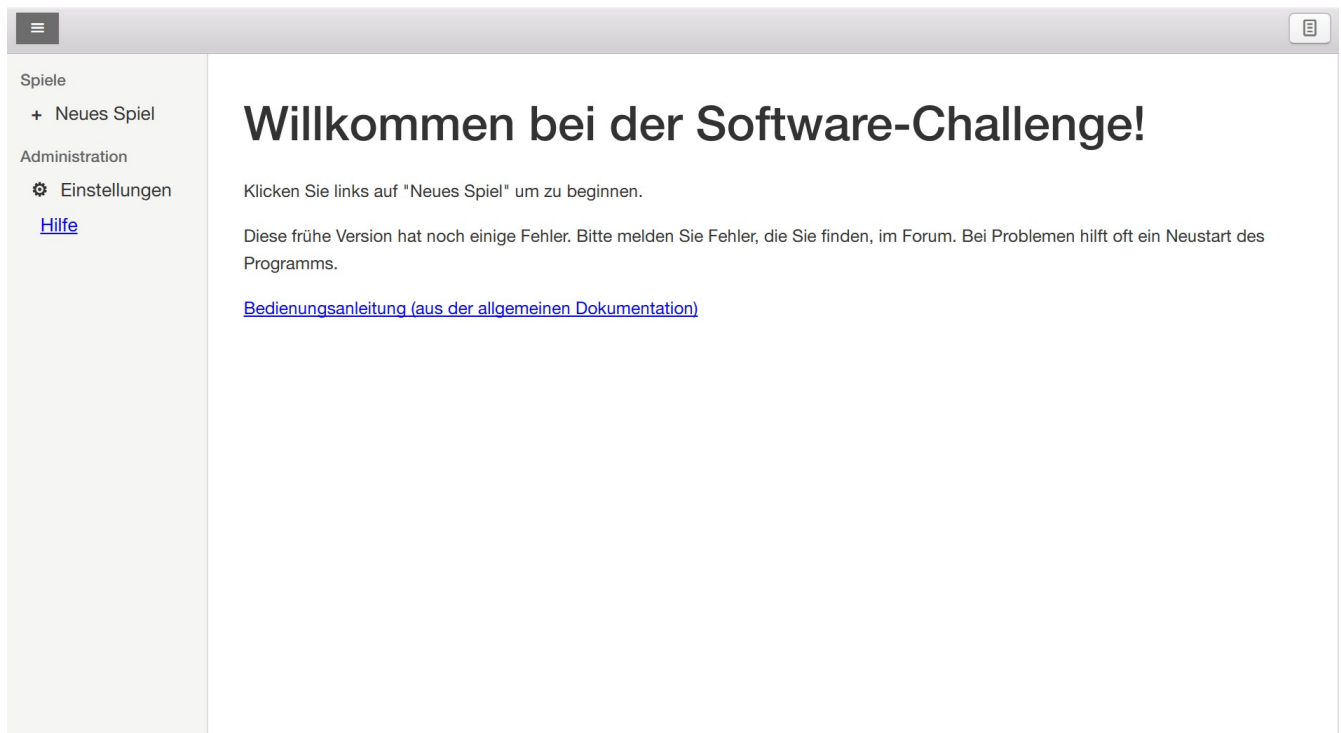 Spiele
+ Neues Spiel
Administration
Einstellungen
Hilfe
Willkommen bei der Software-Challenge!
Klicken Sie links auf "Neues Spiel" um zu beginnen.
Diese frühe Version hat noch einige Fehler. Bitte melden Sie Fehler, die Sie finden, im Forum. Bei Problemen hilft oft ein Neustart des
Programms.
Bedienungsanleitung (aus der allgemeinen Dokumentation)